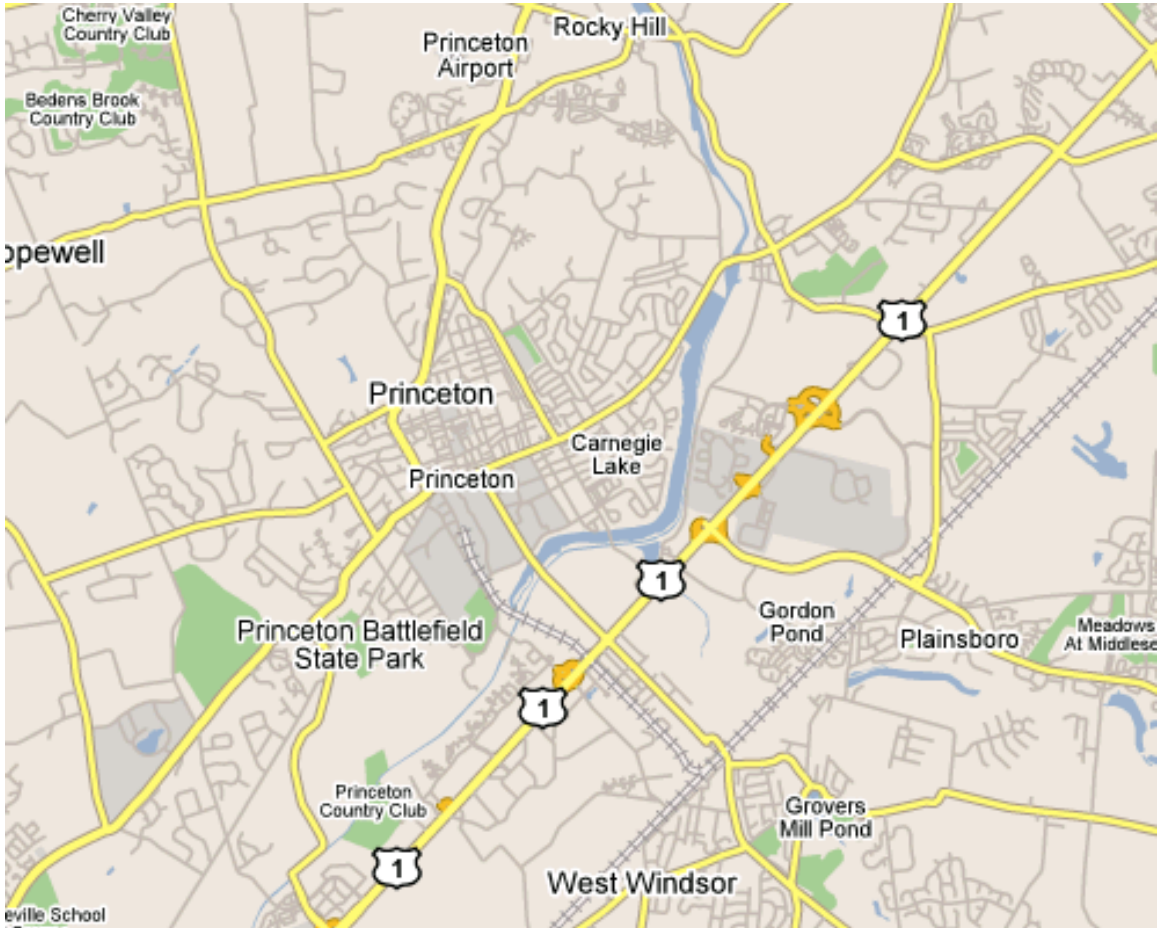 Cherry Valley
Country Club
Rocky Hill
Princeton
Airport
Bedens Brook
Country Club
opewell
1
Princeton
Carnegie
Lake
Princeton
1
Gordon
Pond
Plainsboro
Meadows
At Middlese
Princeton Battlefield
State Park
1
Princeton
Country Club
Grovers
Mill Pond
1
West Windsor
eville School